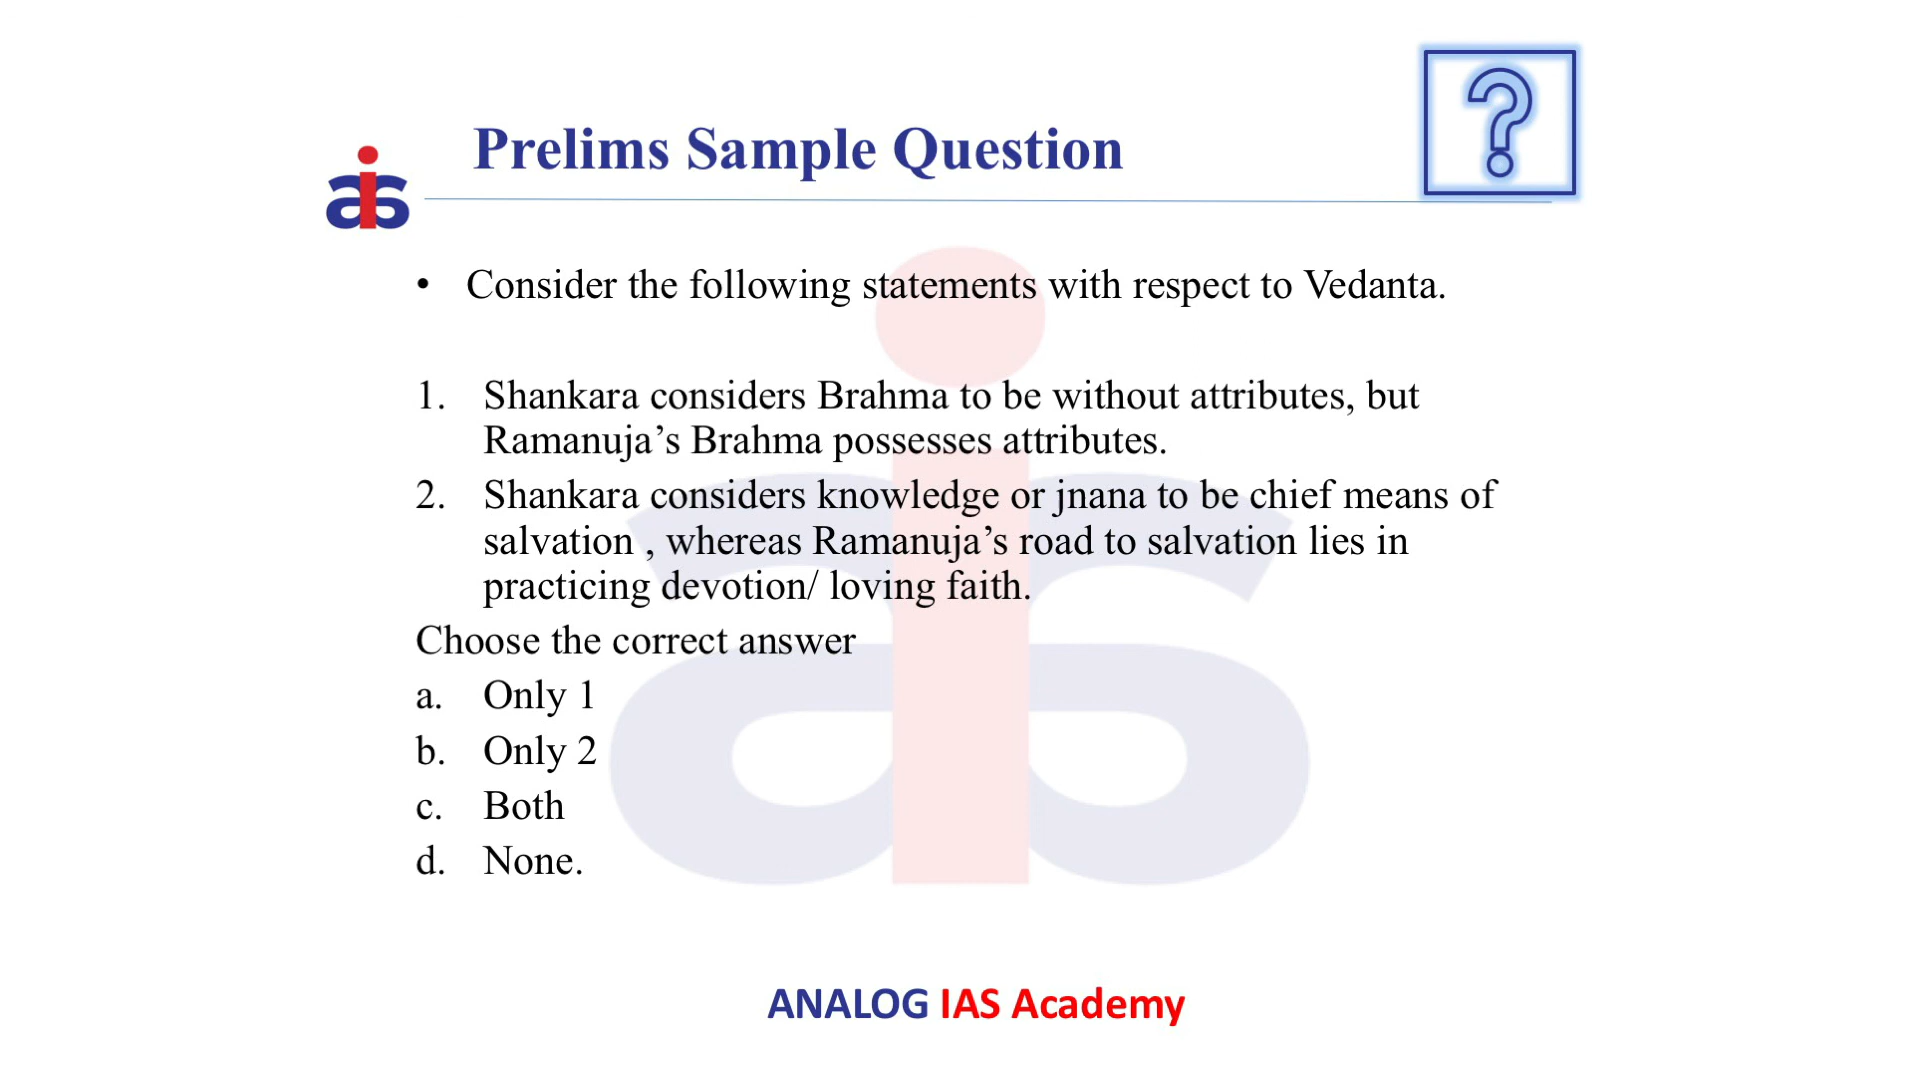 Prelims Sample Question
ais
• Consider the following statements with respect to Vedanta.
1. Shankara considers Brahma to be without attributes, but
Ramanuja’s Brahma possesses attributes.
2. Shankara considers knowledge or jnana to be chief means of
salvation , whereas Ramanuja’s road to salvation lies in
practicing devotion/ loving faith.
Choose the correct answer
a. Only 1
b. Only 2
c. Both
d. None.
ANALOG IAS Academy